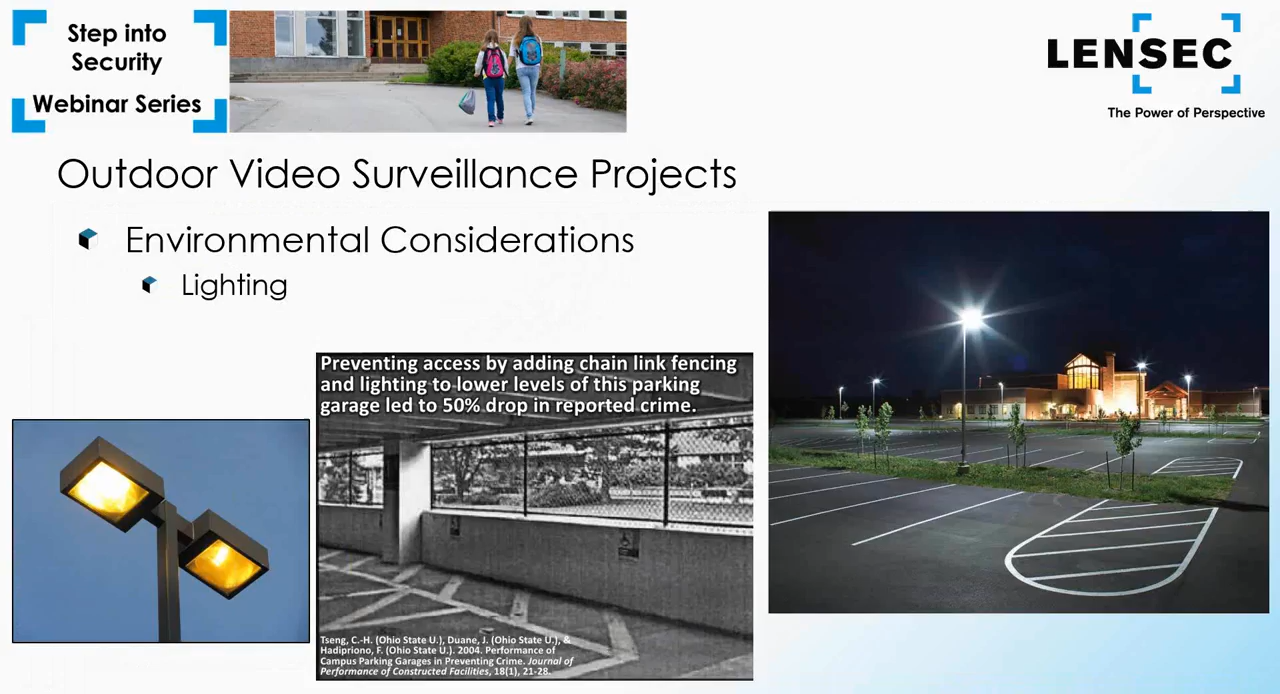 Step into
Security
Webinar Series
LENSEC
The Power of Perspective
Outdoor Video Surveillance Projects
Environmental Considerations
Lighting
Preventing access by adding chain link fencing
and lighting to lower levels of this parking
garage led to 50% drop in reported crime.
Tseng, C.-H. (Ohio State U.), Duane, J. (Ohio State U.), &
Hadipriono, F. (Ohio State U.). 2004. Performance of
Campus Parking Garages in Preventing Crime. Journal of
Performance of Constructed Facilities, 18(1), 21-28.